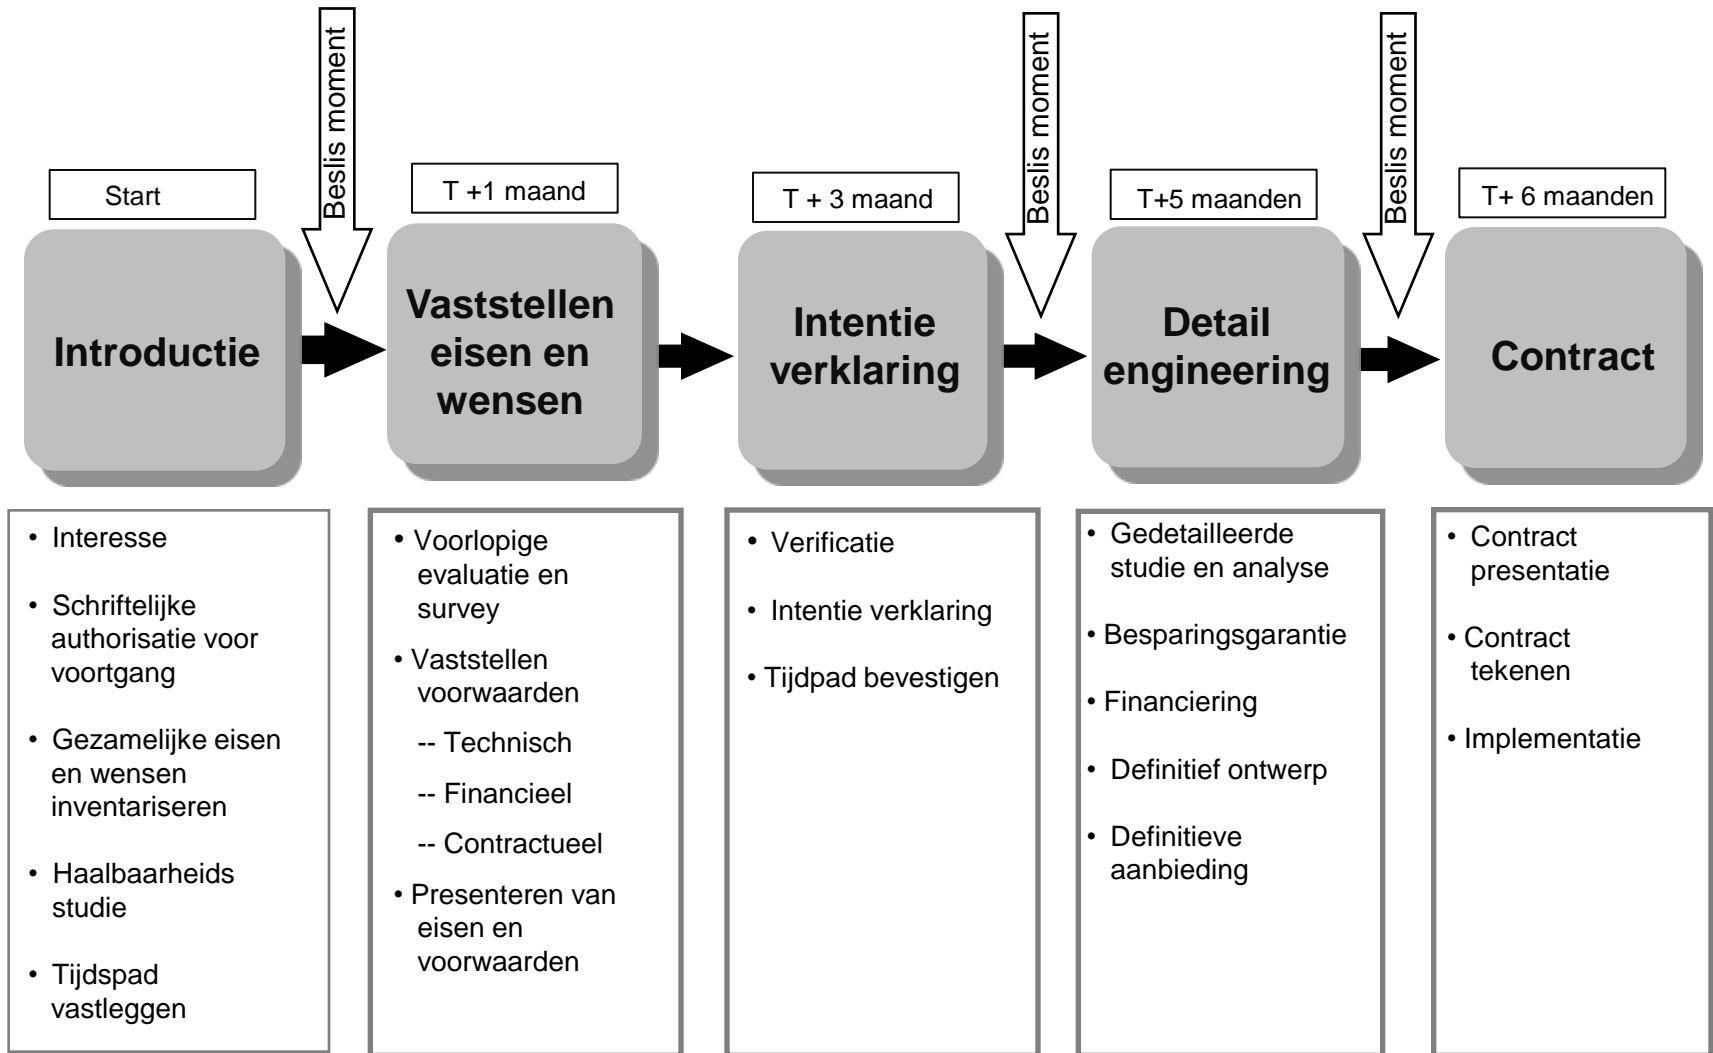 Beslis moment
Beslis moment
Beslis moment
Start
T +1 maand
T + 3 maand
T+5 maanden
T+ 6 maanden
Introductie
Vaststellen
eisen en
wensen
Intentie
verklaring
Detail
engineering
Contract
• Interesse
• Schriftelijke
authorisatie voor
voortgang
• Gezamelijke eisen
en wensen
inventariseren
• Haalbaarheids
studie
• Tijdspad
vastleggen
• Voorlopige
evaluatie en
survey
• Vaststellen
voorwaarden
-- Technisch
-- Financieel
-- Contractueel
• Presenteren van
eisen en
voorwaarden
• Verificatie
• Intentie verklaring
• Tijdpad bevestigen
• Gedetailleerde
studie en analyse
• Besparingsgarantie
• Financiering
• Definitief ontwerp
• Definitieve
aanbieding
• Contract
presentatie
• Contract
tekenen
• Implementatie